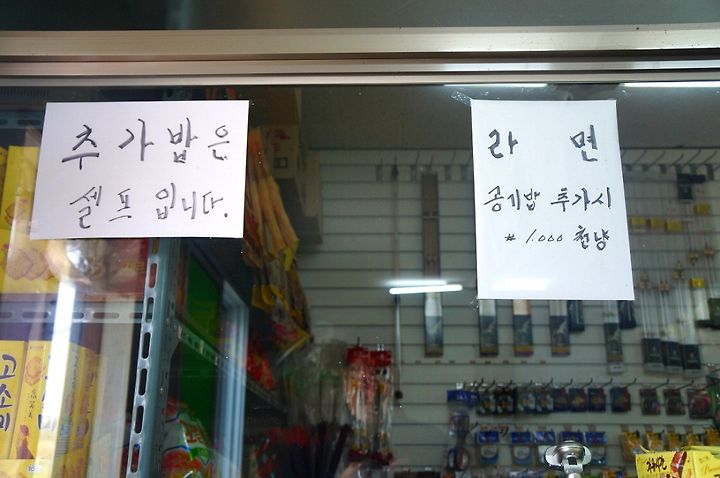 추가밥은
셀프 입니다.
라 면
공기밥 추가시
* 1.000 천냥
고소미